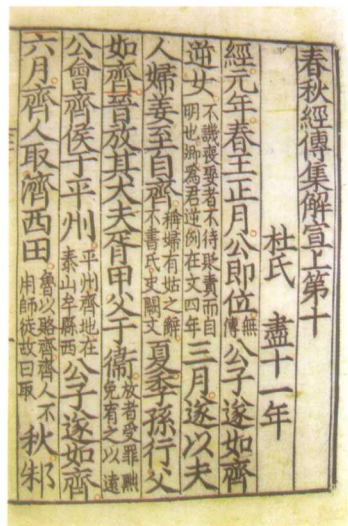 春秋經傳集解宣上第十
杜氏 盡十一年
經元年春王正月公即位無傳公子遂如齊
逆女不譏喪娶者不待貶責而自明也卿爲君逆例在文四年三月遂以夫
人婦姜至自齊稱婦有姑之辭不書氏史闕文夏季孫行父
如齊晉放其大夫胥甲父于衞放者受罪黜免宥之以遠
公會齊侯于平州平州齊地在泰山牟縣西公子遂如齊
六月齊人取濟西田魯以賂齊齊人不用師徒故曰取秋邾